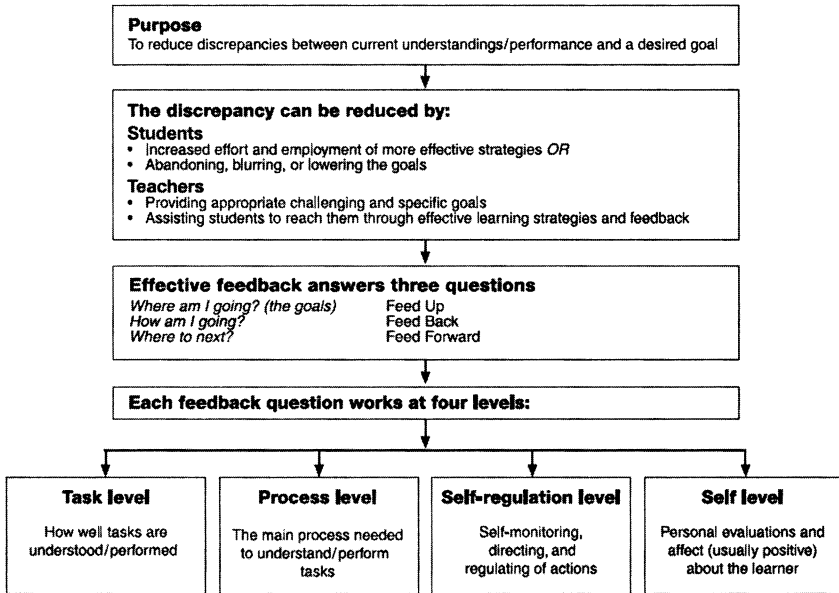 Purpose
To reduce discrepancies between current understandings/performance and a desired goal
The discrepancy can be reduced by:
Students
• Increased effort and employment of more effective strategies OR
• Abandoning, blurring, or lowering the goals
Teachers
• Providing appropriate challenging and specific goals
• Assisting students to reach them through effective learning strategies and feedback
Effective feedback answers three questions
Where am I going? (the goals) Feed Up
How am I going? Feed Back
Where to next? Feed Forward
Each feedback question works at four levels:
Task level
How well tasks are
understood/performed
Process level
The main process needed
to understand/perform
tasks
Self-regulation level
Self-monitoring,
directing, and
regulating of actions
Self level
Personal evaluations and
affect (usually positive)
about the learner